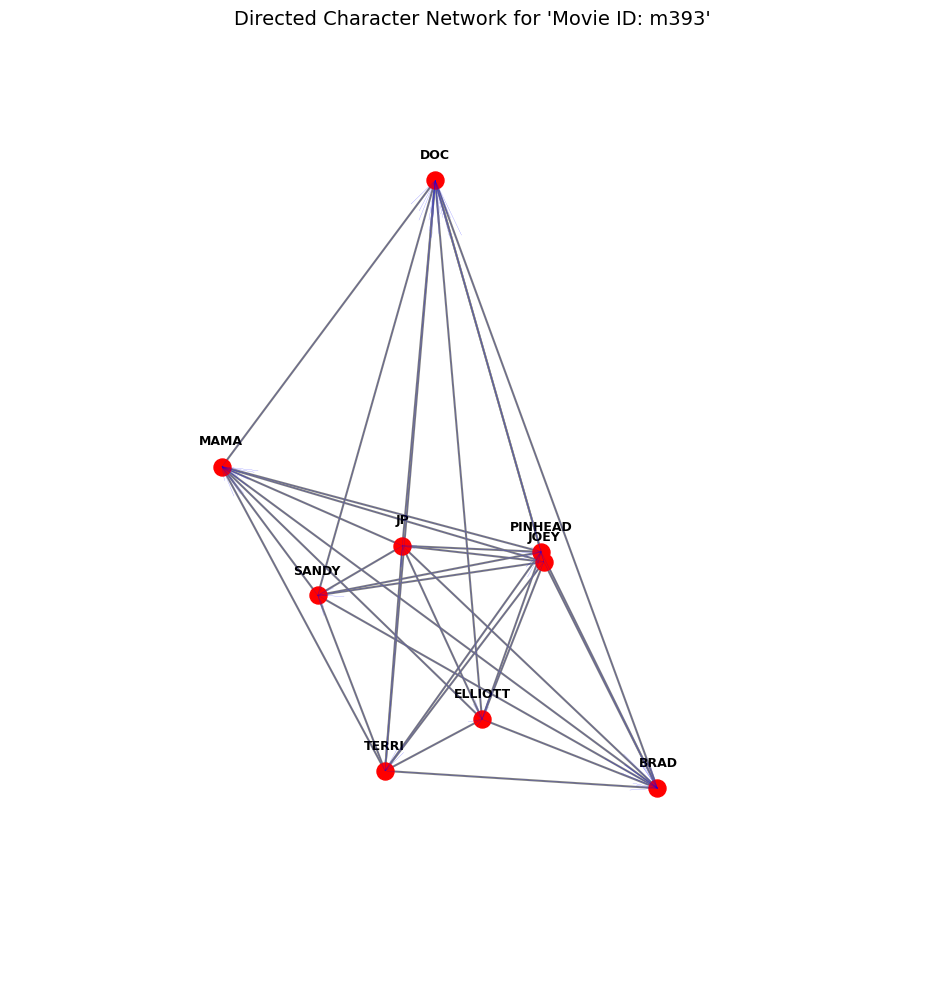 Directed Character Network for 'Movie ID: m393'
DOC
MAMA
JP
PINHEAD
JOEY
SANDY
ELLIOTT
TERRI
BRAD